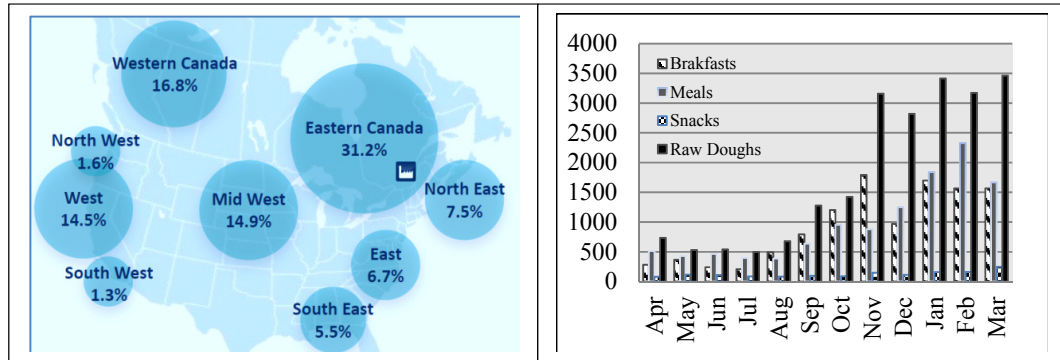 Western Canada
16.8%
Eastern Canada
31.2%
North West
1.6%
West
14.5%
Mid West
14.9%
North East
7.5%
East
6.7%
South West
1.3%
South East
5.5%
4000
3500
3000
2500
2000
1500
1000
500
0
Brakfasts
Meals
Snacks
Raw Doughs
Apr
May
Jun
Jul
Aug
Sep
Oct
Nov
Dec
Jan
Feb
Mar